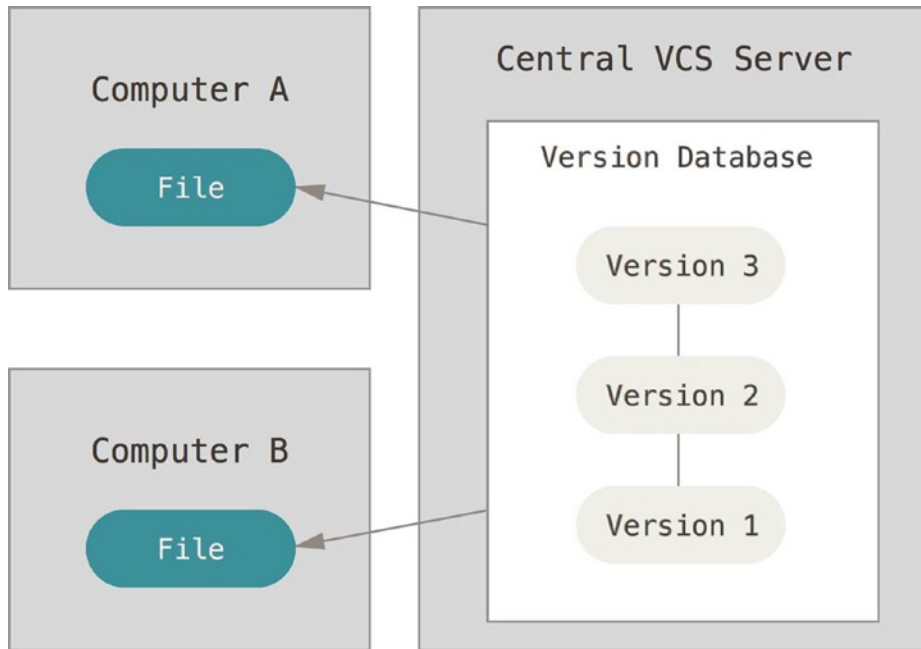 Computer A
File
Computer B
File
Central VCS Server
Version Database
Version 3
Version 2
Version 1